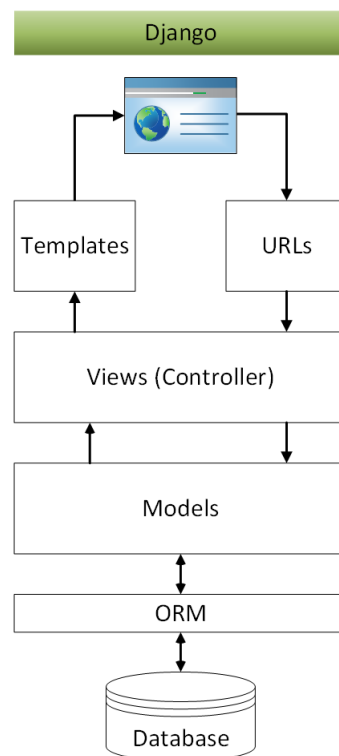 Django
Templates
URLs
Views (Controller)
Models
ORM
Database